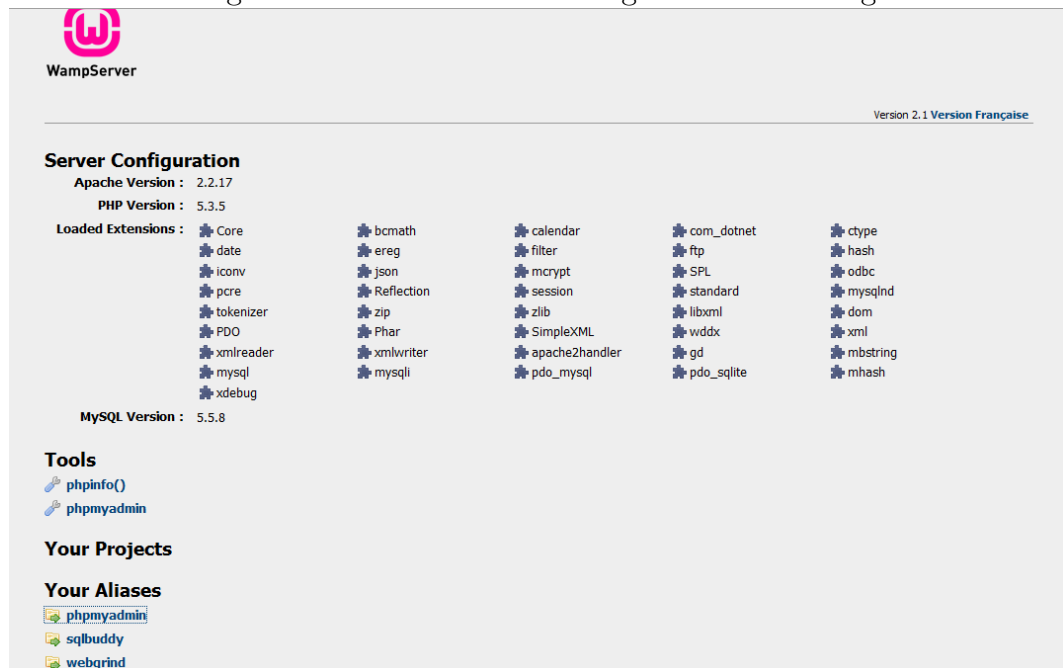 WampServer
Version 2.1 Version Française
Server Configuration
Apache Version : 2.2.17
PHP Version : 5.3.5
Loaded Extensions : Core bcmath calendar com_dotnet ctype
date ereg filter ftp hash
iconv json mcrypt SPL odbc
pcre Reflection session standard mysqlnd
tokenizer zip zlib libxml dom
PDO Phar SimpleXML wddx xml
xmlreader xmlwriter apache2handler gd mbstring
mysql mysqli pdo_mysql pdo_sqlite mhash
xdebug
MySQL Version : 5.5.8
Tools
phpinfo()
phpmyadmin
Your Projects
Your Aliases
phpmyadmin
sqlbuddy
webgrind